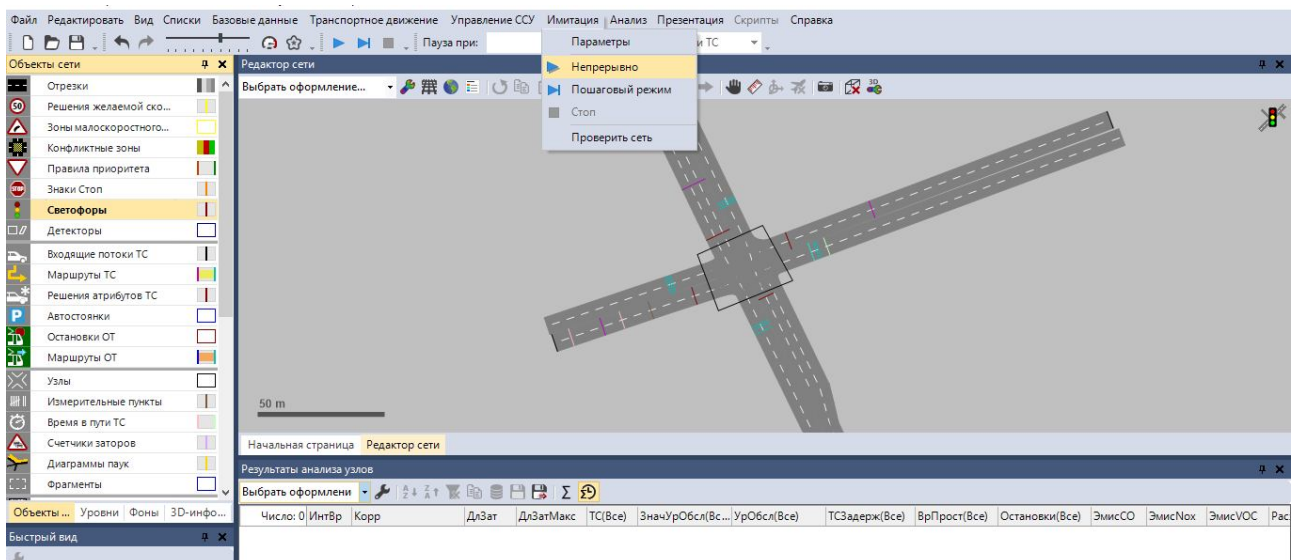 Файл Редактировать Вид Списки Базовые данные Транспортное движение Управление ССУ Имитация Анализ Презентация Скрипты Справка
Пауза при:
ТС
Объекты сети
Отрезки
Решения желаемой ско...
50
Зоны малоскоростного...
Конфликтные зоны
Правила приоритета
STOP
Знаки Стоп
Светофоры
Детекторы
Входящие потоки ТС
Маршруты ТС
Решения атрибутов ТС
P
Автостоянки
Остановки ОТ
Маршруты ОТ
Узлы
Измерительные пункты
Время в пути ТС
Счетчики заторов
Диаграммы паук
Фрагменты
Объекты ... Уровни Фоны 3D-инфо...
Быстрый вид
Редактор сети
Выбрать оформление...
3D
Параметры
Непрерывно
Пошаговый режим
Стоп
Проверить сеть
50 m
Начальная страница Редактор сети
Результаты анализа узлов
Выбрать оформлени
Σ
Число: 0 ИнтВр Корр ДлЗат ДлЗатМакс ТС(Все) ЗначУрОбсл(Вс... УрОбсл(Все) ТСЗадерж(Все) ВрПрост(Все) Остановки(Все) ЭмисCO ЭмисNox ЭмисVOC